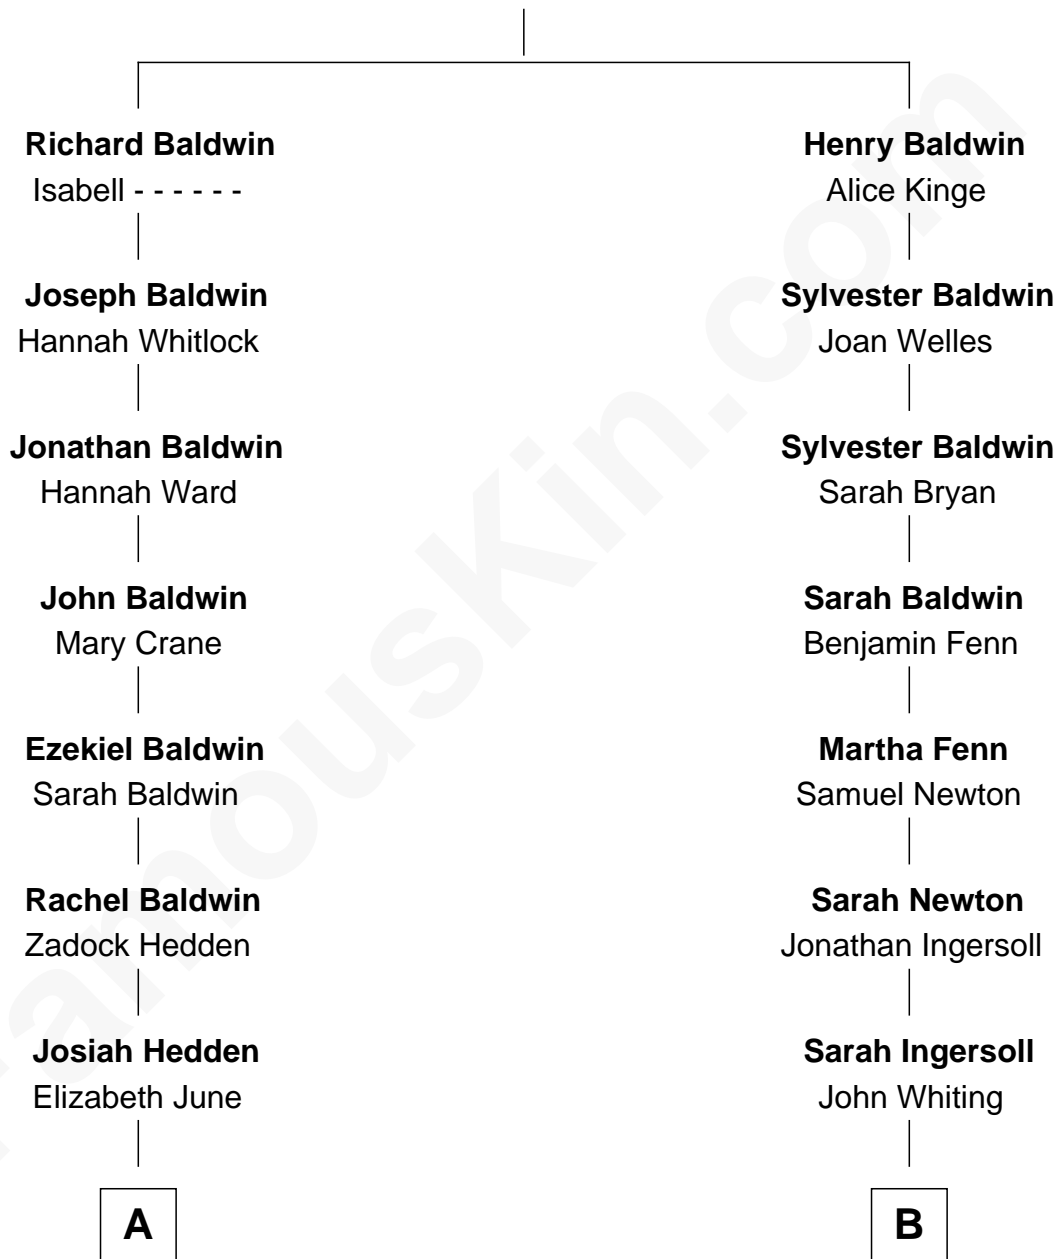 Richard Baldwin
Isabell - - - - - -
Joseph Baldwin
Hannah Whitlock
Jonathan Baldwin
Hannah Ward
John Baldwin
Mary Crane
Ezekiel Baldwin
Sarah Baldwin
Rachel Baldwin
Zadock Hedden
Josiah Hedden
Elizabeth June
A
Henry Baldwin
Alice Kinge
Sylvester Baldwin
Joan Welles
Sylvester Baldwin
Sarah Bryan
Sarah Baldwin
Benjamin Fenn
Martha Fenn
Samuel Newton
Sarah Newton
Jonathan Ingersoll
Sarah Ingersoll
John Whiting
B
FamousKin.com